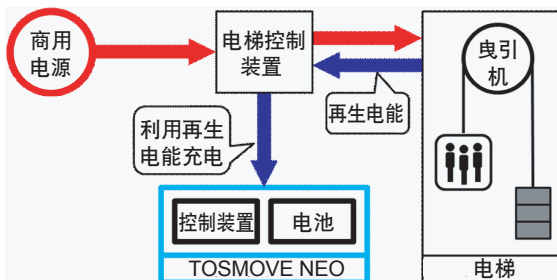 商用
电源
电梯控制
装置
曳引
机
再生电能
利用再生
电能充电
控制装置
电池
TOSMOVE NEO
电梯